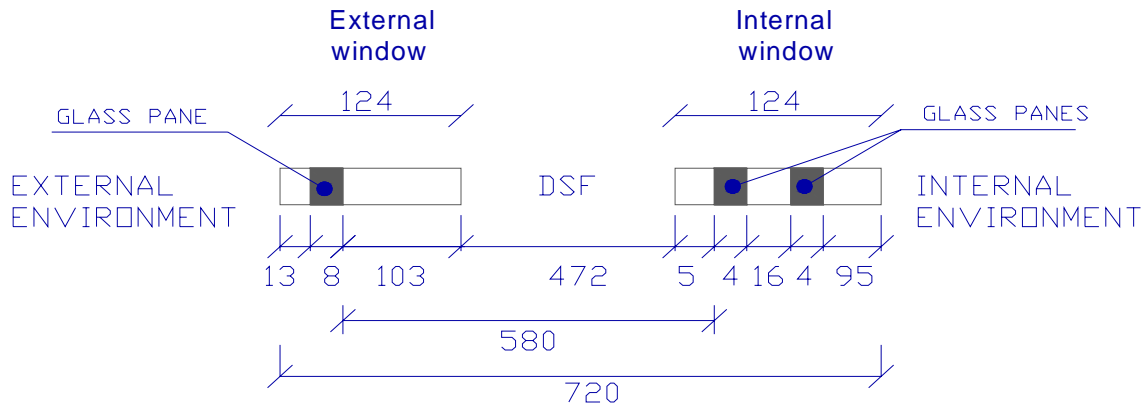 External
window
Internal
window
124
124
GLASS PANE
GLASS PANES
EXTERNAL
ENVIRONMENT
DSF
INTERNAL
ENVIRONMENT
13 8 103 472 5 4 16 4 95
580
720